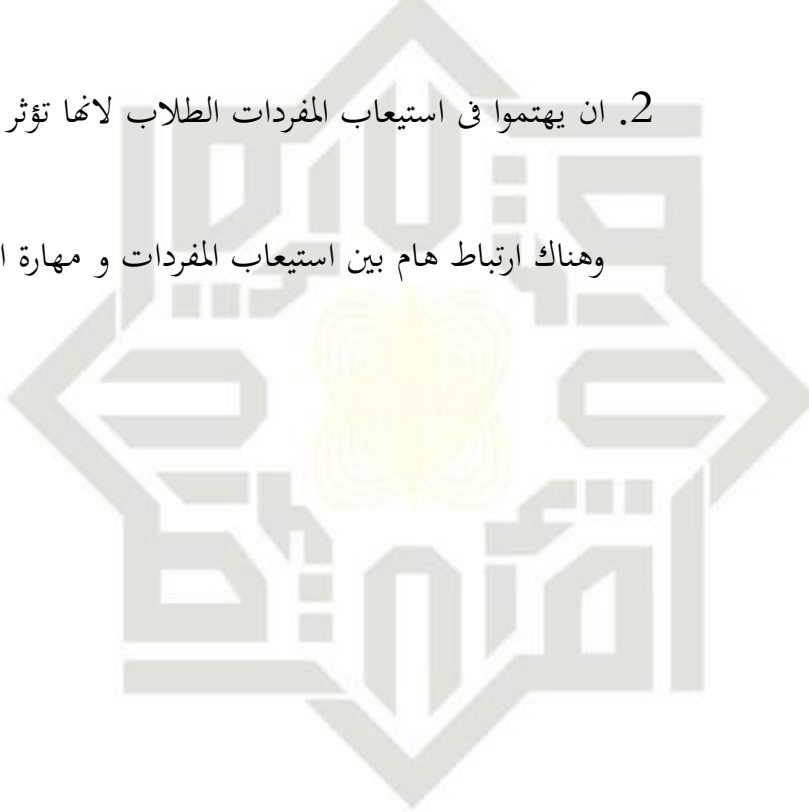 2. ان يهتموا فى استيعاب المفردات الطلاب لانها تؤثر
وهناك ارتباط هام بين استيعاب المفردات و مهارة ا